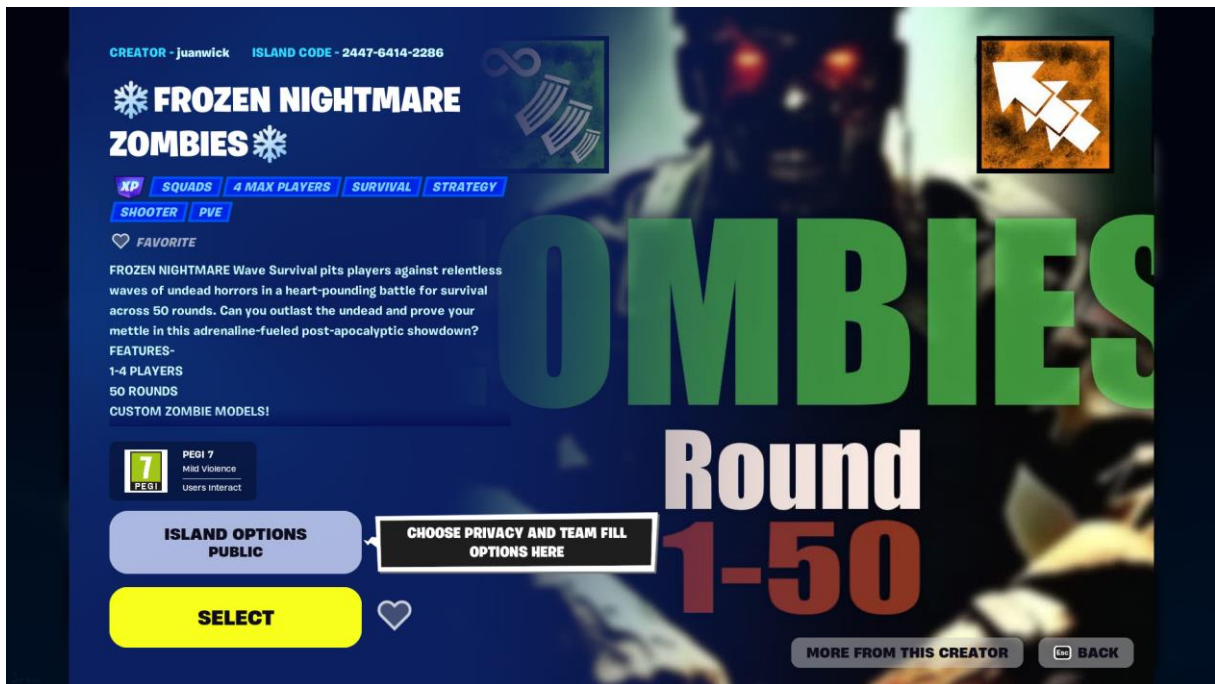 CREATOR - juanwick ISLAND CODE - 2447-6414-2286
❄FROZEN NIGHTMARE
ZOMBIES❄
XP SQUADS 4 MAX PLAYERS SURVIVAL STRATEGY
SHOOTER PVE
FAVORITE
FROZEN NIGHTMARE Wave Survival pits players against relentless
waves of undead horrors in a heart-pounding battle for survival
across 50 rounds. Can you outlast the undead and prove your
mettle in this adrenaline-fueled post-apocalyptic showdown?
FEATURES-
1-4 PLAYERS
50 ROUNDS
CUSTOM ZOMBIE MODELS!
7
PEGI
PEGI 7
Mild Violence
Users Interact
ISLAND OPTIONS
PUBLIC
CHOOSE PRIVACY AND TEAM FILL
OPTIONS HERE
SELECT
OMBIES
Round
1-50
MORE FROM THIS CREATOR
Esc BACK